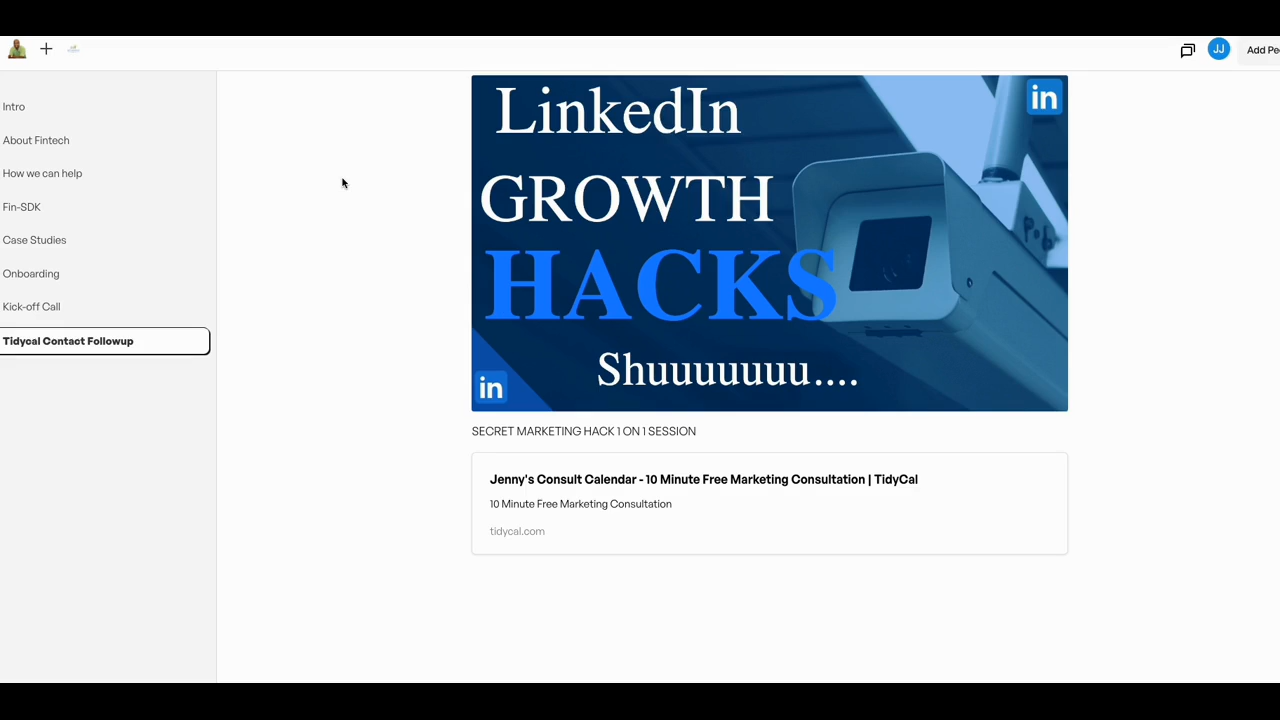 JJ
Add Pe
Intro
About Fintech
How we can help
Fin-SDK
Case Studies
Onboarding
Kick-off Call
Tidycal Contact Followup
LinkedIn
in
GROWTH
HACKS
Shuuuuuuu....
in
SECRET MARKETING HACK 1 ON 1 SESSION
Jenny's Consult Calendar - 10 Minute Free Marketing Consultation | TidyCal
10 Minute Free Marketing Consultation
tidycal.com